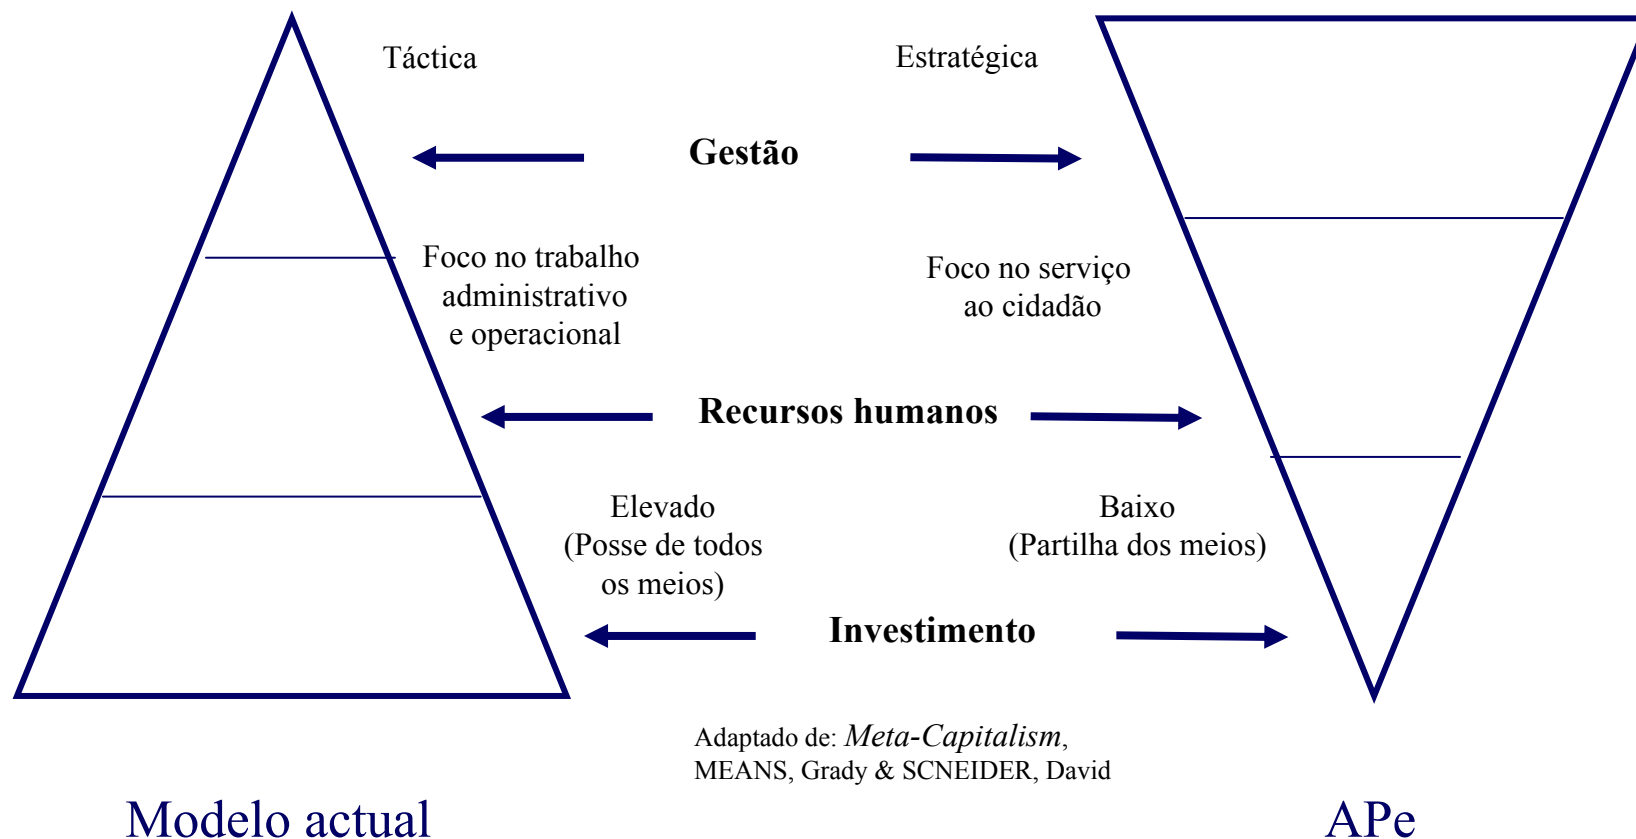 Táctica
Estratégica
Gestão
Foco no trabalho
administrativo
e operacional
Foco no serviço
ao cidadão
Recursos humanos
Elevado
(Posse de todos
os meios)
Baixo
(Partilha dos meios)
Investimento
Adaptado de: Meta-Capitalism,
MEANS, Grady & SCNEIDER, David
Modelo actual
APe